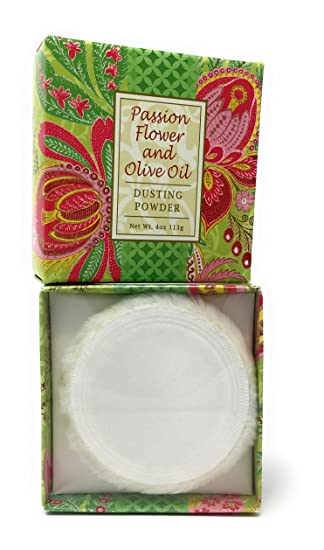 Passion
Flower
and
Olive Oil
DUSTING
POWDER
Net Wt. 4oz 113g